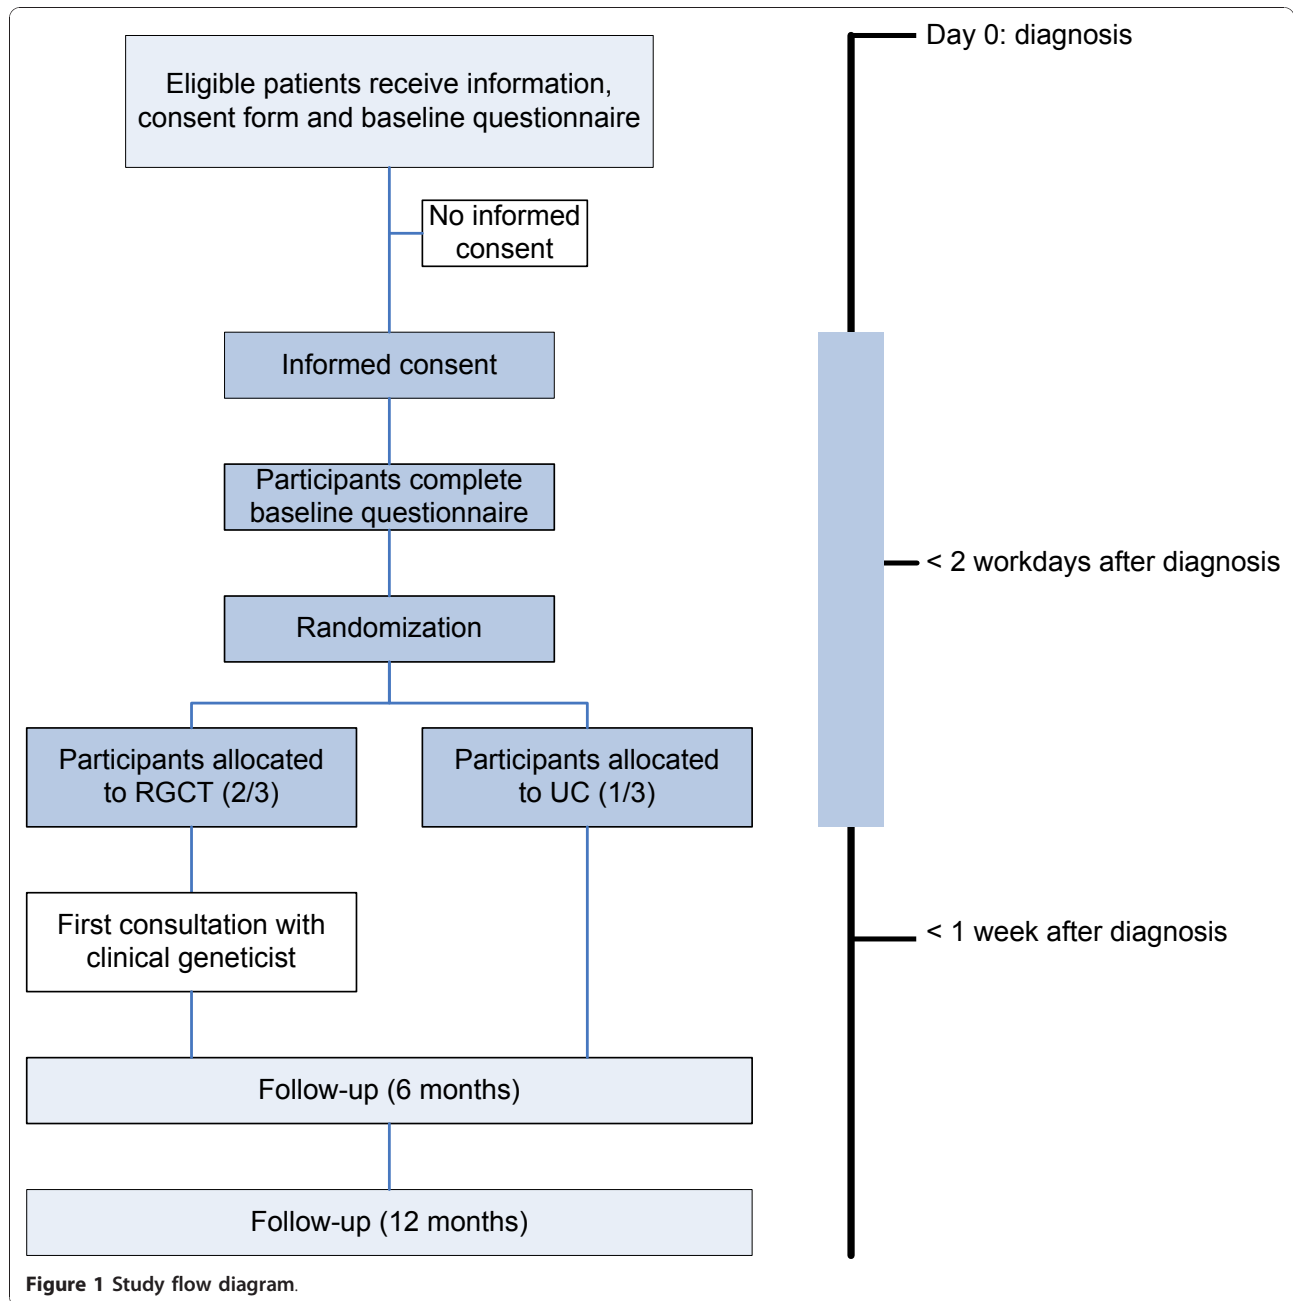 Eligible patients receive information,
consent form and baseline questionnaire
No informed
consent
Informed consent
Participants complete
baseline questionnaire
Randomization
Participants allocated
to RGCT (2/3)
Participants allocated
to UC (1/3)
First consultation with
clinical geneticist
Follow-up (6 months)
Follow-up (12 months)
Day 0: diagnosis
< 2 workdays after diagnosis
< 1 week after diagnosis
Figure 1 Study flow diagram.